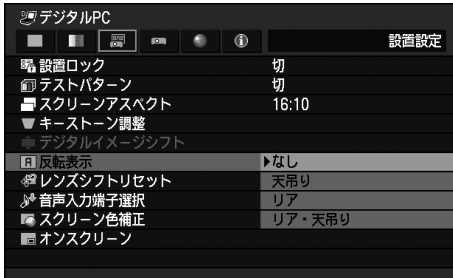 デジタルPC
設置設定
設置ロック 切
テストパターン 切
スクリーンアスペクト 16:10
キーストーン調整
デジタルイメージシフト
反転表示 なし
レンズシフトリセット 天吊り
音声入力端子選択 リア
スクリーン色補正 リア・天吊り
オンスクリーン